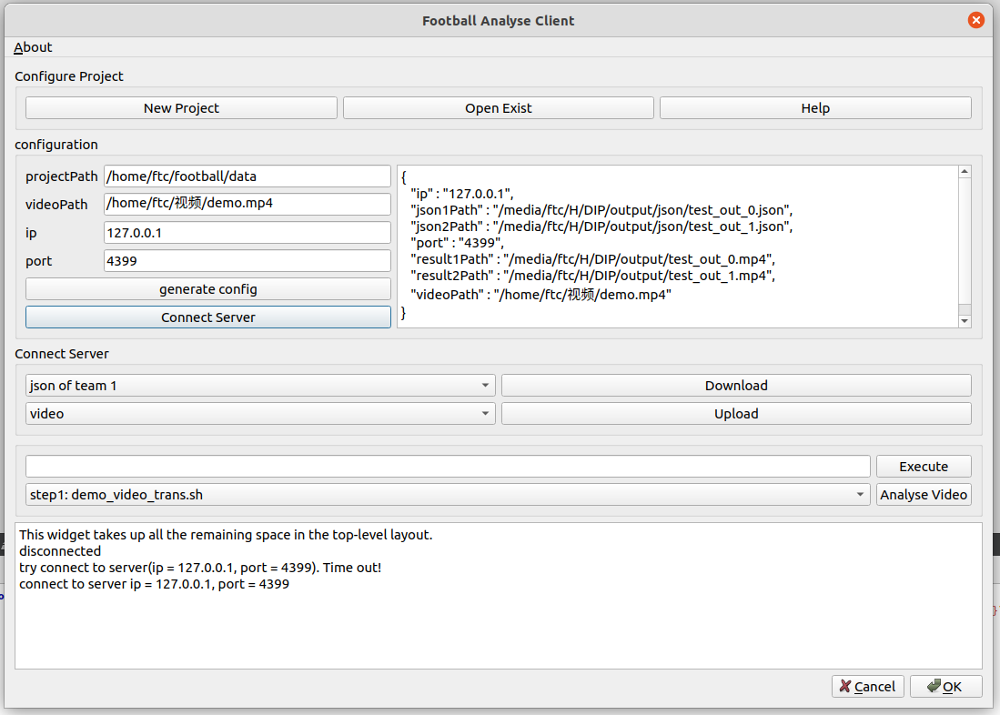 Football Analyse Client
About
Configure Project
New Project
Open Exist
Help
configuration
projectPath
/home/ftc/football/data
videoPath
/home/ftc/视频/demo.mp4
ip
127.0.0.1
port
4399
generate config
Connect Server
{
"ip" : "127.0.0.1",
"json1Path" : "/media/ftc/H/DIP/output/json/test_out_0.json",
"json2Path" : "/media/ftc/H/DIP/output/json/test_out_1.json",
"port" : "4399",
"result1Path" : "/media/ftc/H/DIP/output/test_out_0.mp4",
"result2Path" : "/media/ftc/H/DIP/output/test_out_1.mp4",
"videoPath" : "/home/ftc/视频/demo.mp4"
}
Connect Server
json of team 1
Download
video
Upload
Execute
step1: demo_video_trans.sh
Analyse Video
This widget takes up all the remaining space in the top-level layout.
disconnected
try connect to server(ip = 127.0.0.1, port = 4399). Time out!
connect to server ip = 127.0.0.1, port = 4399
Cancel
OK